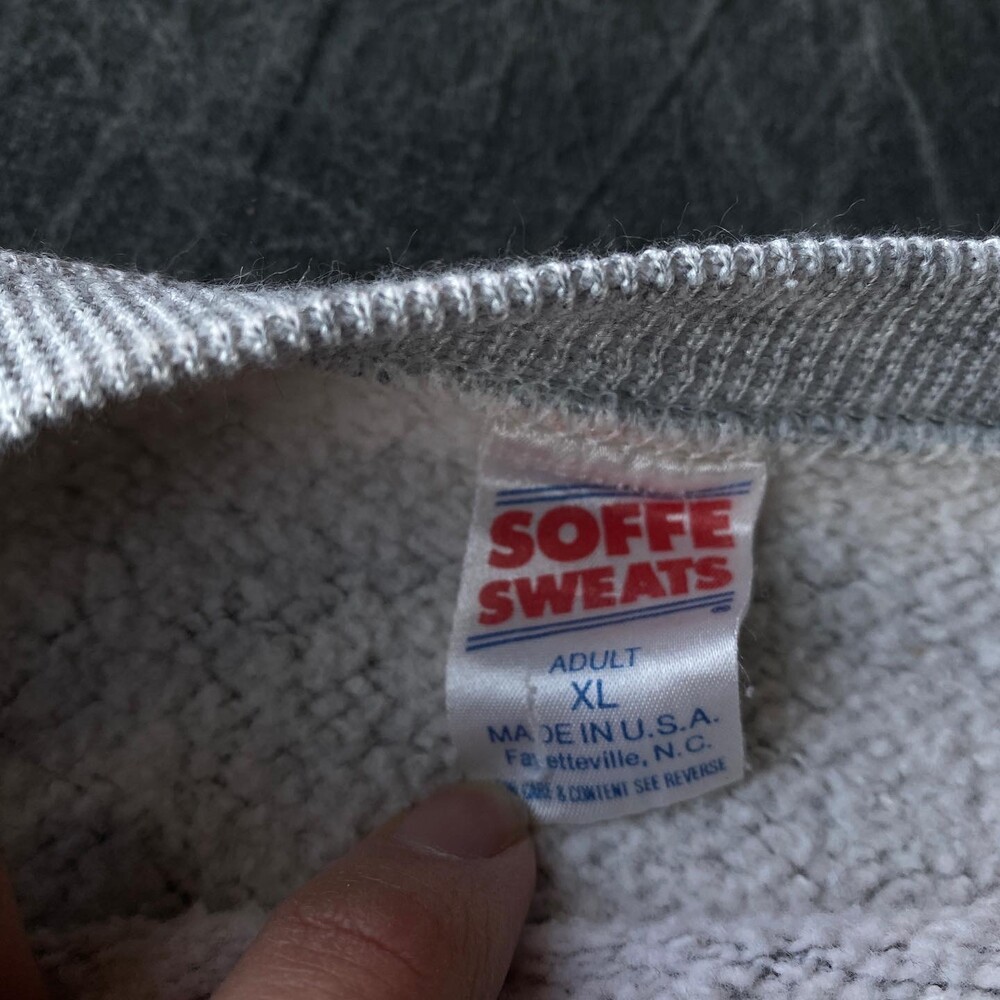 SOFFE
SWEATS
ADULT
XL
MADE IN U.S.A.
Fayetteville, N.C.
CARE & CONTENT SEE REVERSE